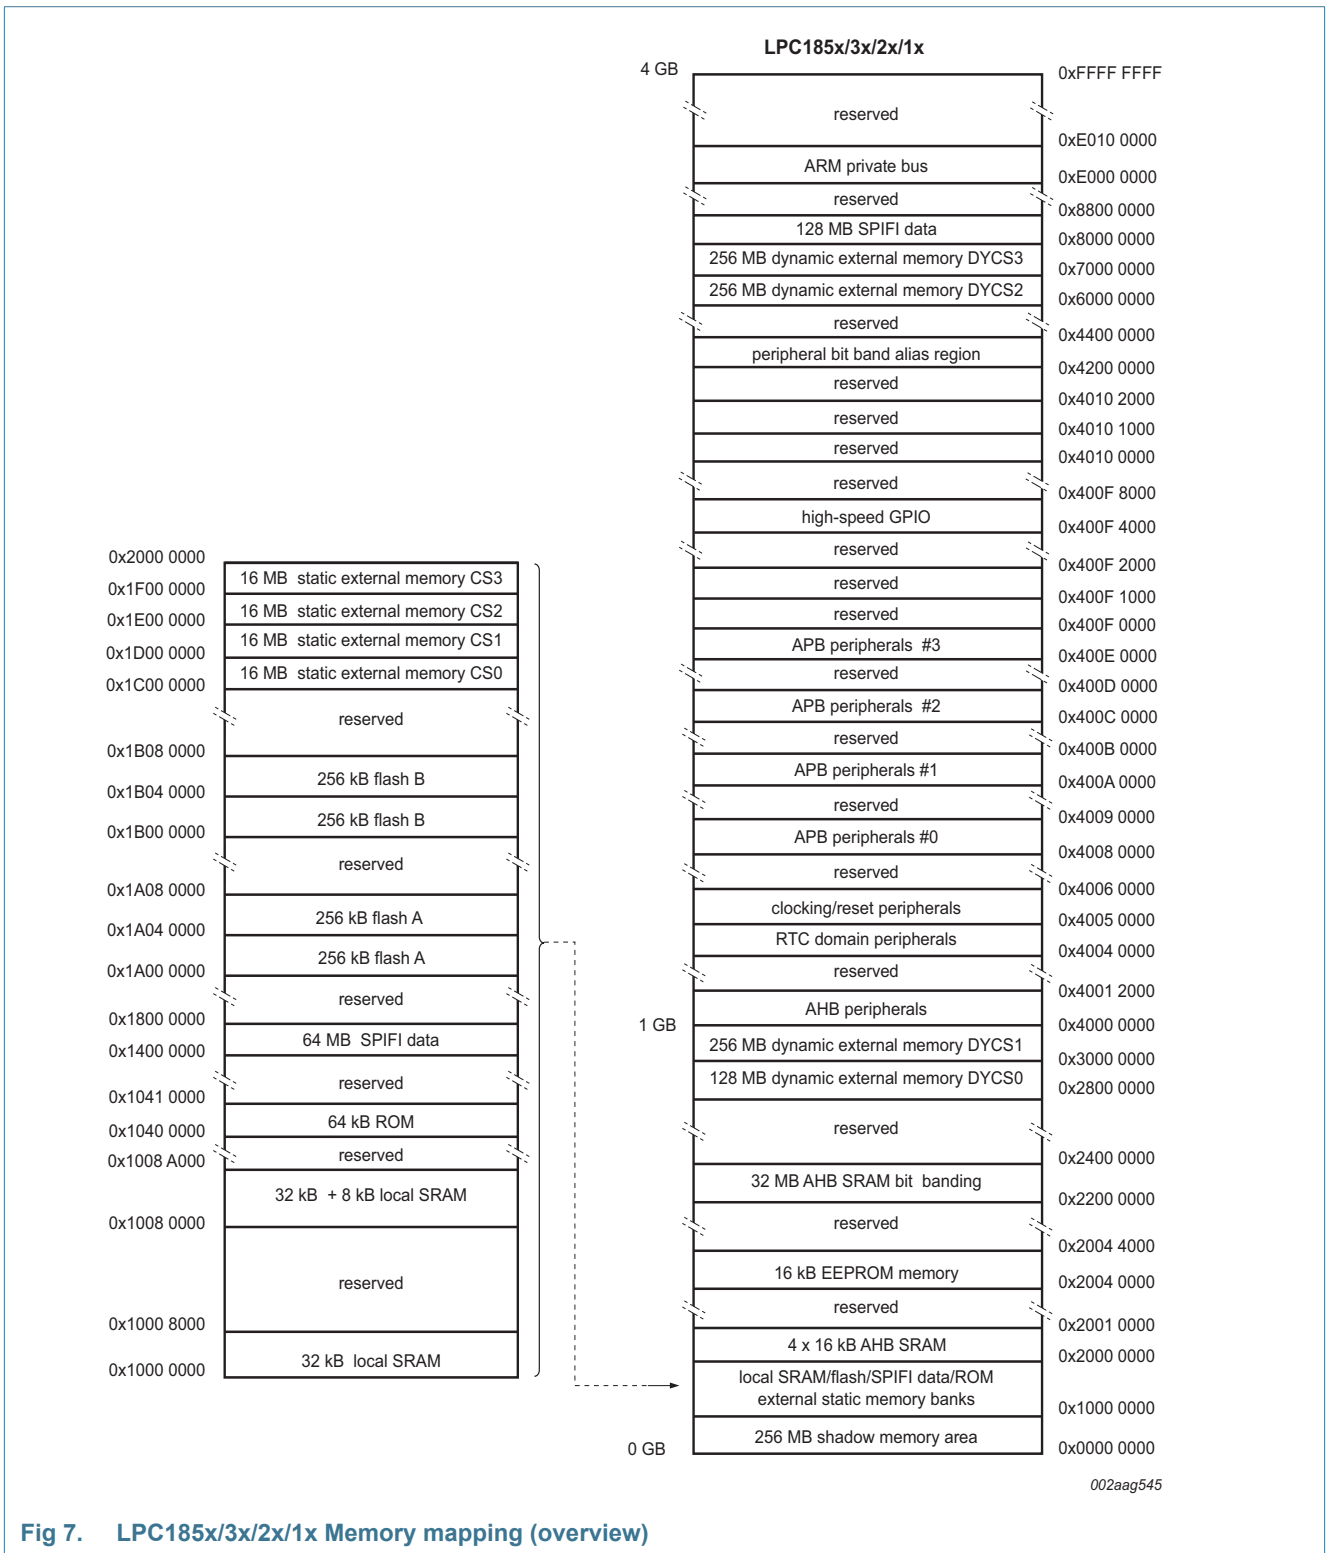 LPC185x/3x/2x/1x
4 GB
0xFFFF FFFF
reserved
0xE010 0000
ARM private bus
0xE000 0000
reserved
0x8800 0000
128 MB SPIFI data
0x8000 0000
256 MB dynamic external memory DYCS3
0x7000 0000
256 MB dynamic external memory DYCS2
0x6000 0000
reserved
0x4400 0000
peripheral bit band alias region
0x4200 0000
reserved
0x4010 2000
reserved
0x4010 1000
reserved
0x4010 0000
reserved
0x400F 8000
high-speed GPIO
0x400F 4000
reserved
0x400F 2000
reserved
0x400F 1000
reserved
0x400F 0000
APB peripherals #3
0x400E 0000
reserved
0x400D 0000
APB peripherals #2
0x400C 0000
reserved
0x400B 0000
APB peripherals #1
0x400A 0000
reserved
0x4009 0000
APB peripherals #0
0x4008 0000
reserved
0x4006 0000
clocking/reset peripherals
0x4005 0000
RTC domain peripherals
0x4004 0000
reserved
0x4001 2000
AHB peripherals
1 GB
0x4000 0000
256 MB dynamic external memory DYCS1
0x3000 0000
128 MB dynamic external memory DYCS0
0x2800 0000
reserved
0x2400 0000
32 MB AHB SRAM bit banding
0x2200 0000
reserved
0x2004 4000
16 kB EEPROM memory
0x2004 0000
reserved
0x2001 0000
4 x 16 kB AHB SRAM
0x2000 0000
local SRAM/flash/SPIFI data/ROM
external static memory banks
0x1000 0000
256 MB shadow memory area
0 GB
0x0000 0000
0x2000 0000
16 MB static external memory CS3
0x1F00 0000
16 MB static external memory CS2
0x1E00 0000
16 MB static external memory CS1
0x1D00 0000
16 MB static external memory CS0
0x1C00 0000
reserved
0x1B08 0000
256 kB flash B
0x1B04 0000
256 kB flash B
0x1B00 0000
reserved
0x1A08 0000
256 kB flash A
0x1A04 0000
256 kB flash A
0x1A00 0000
reserved
0x1800 0000
64 MB SPIFI data
0x1400 0000
reserved
0x1041 0000
64 kB ROM
0x1040 0000
reserved
0x1008 A000
32 kB + 8 kB local SRAM
0x1008 0000
reserved
0x1000 8000
32 kB local SRAM
0x1000 0000
002aag545
Fig 7. LPC185x/3x/2x/1x Memory mapping (overview)